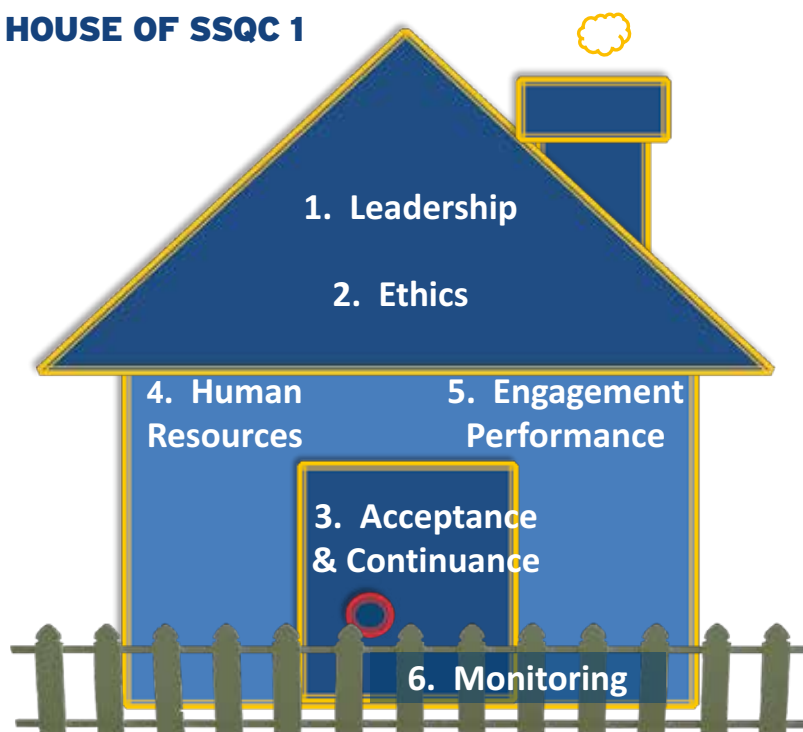 HOUSE OF SSQC 1
1. Leadership
2. Ethics
4. Human
Resources
5. Engagement
Performance
3. Acceptance
& Continuance
6. Monitoring